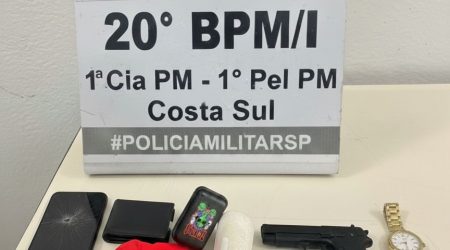 20° BPM/I
1ª Cia PM - 1° Pel PM
Costa Sul
#POLICIAMILITARSP